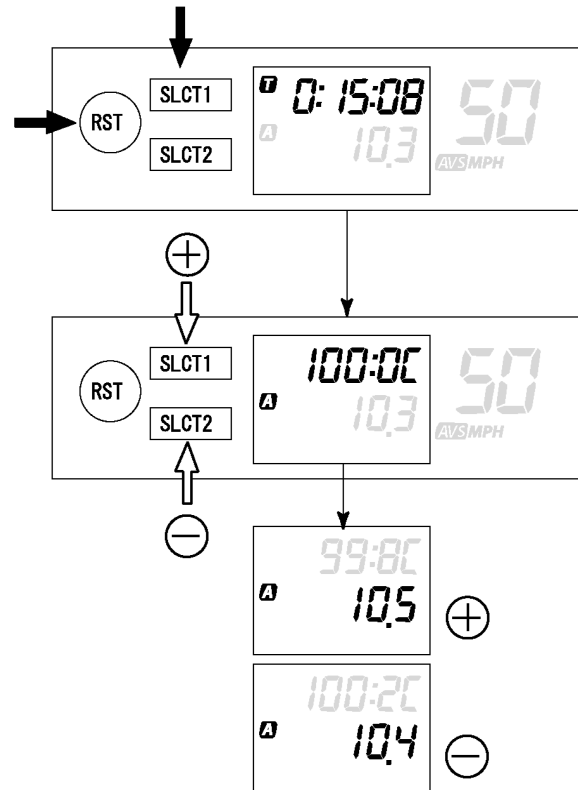 SLCT1
T 0:15:08
50
RST
A 10.3
SLCT2
AVS MPH
+
SLCT1
100:0C
50
RST
A 10.3
SLCT2
AVS MPH
−
99:8C
A 10.5
+
100:2C
A 10.4
−